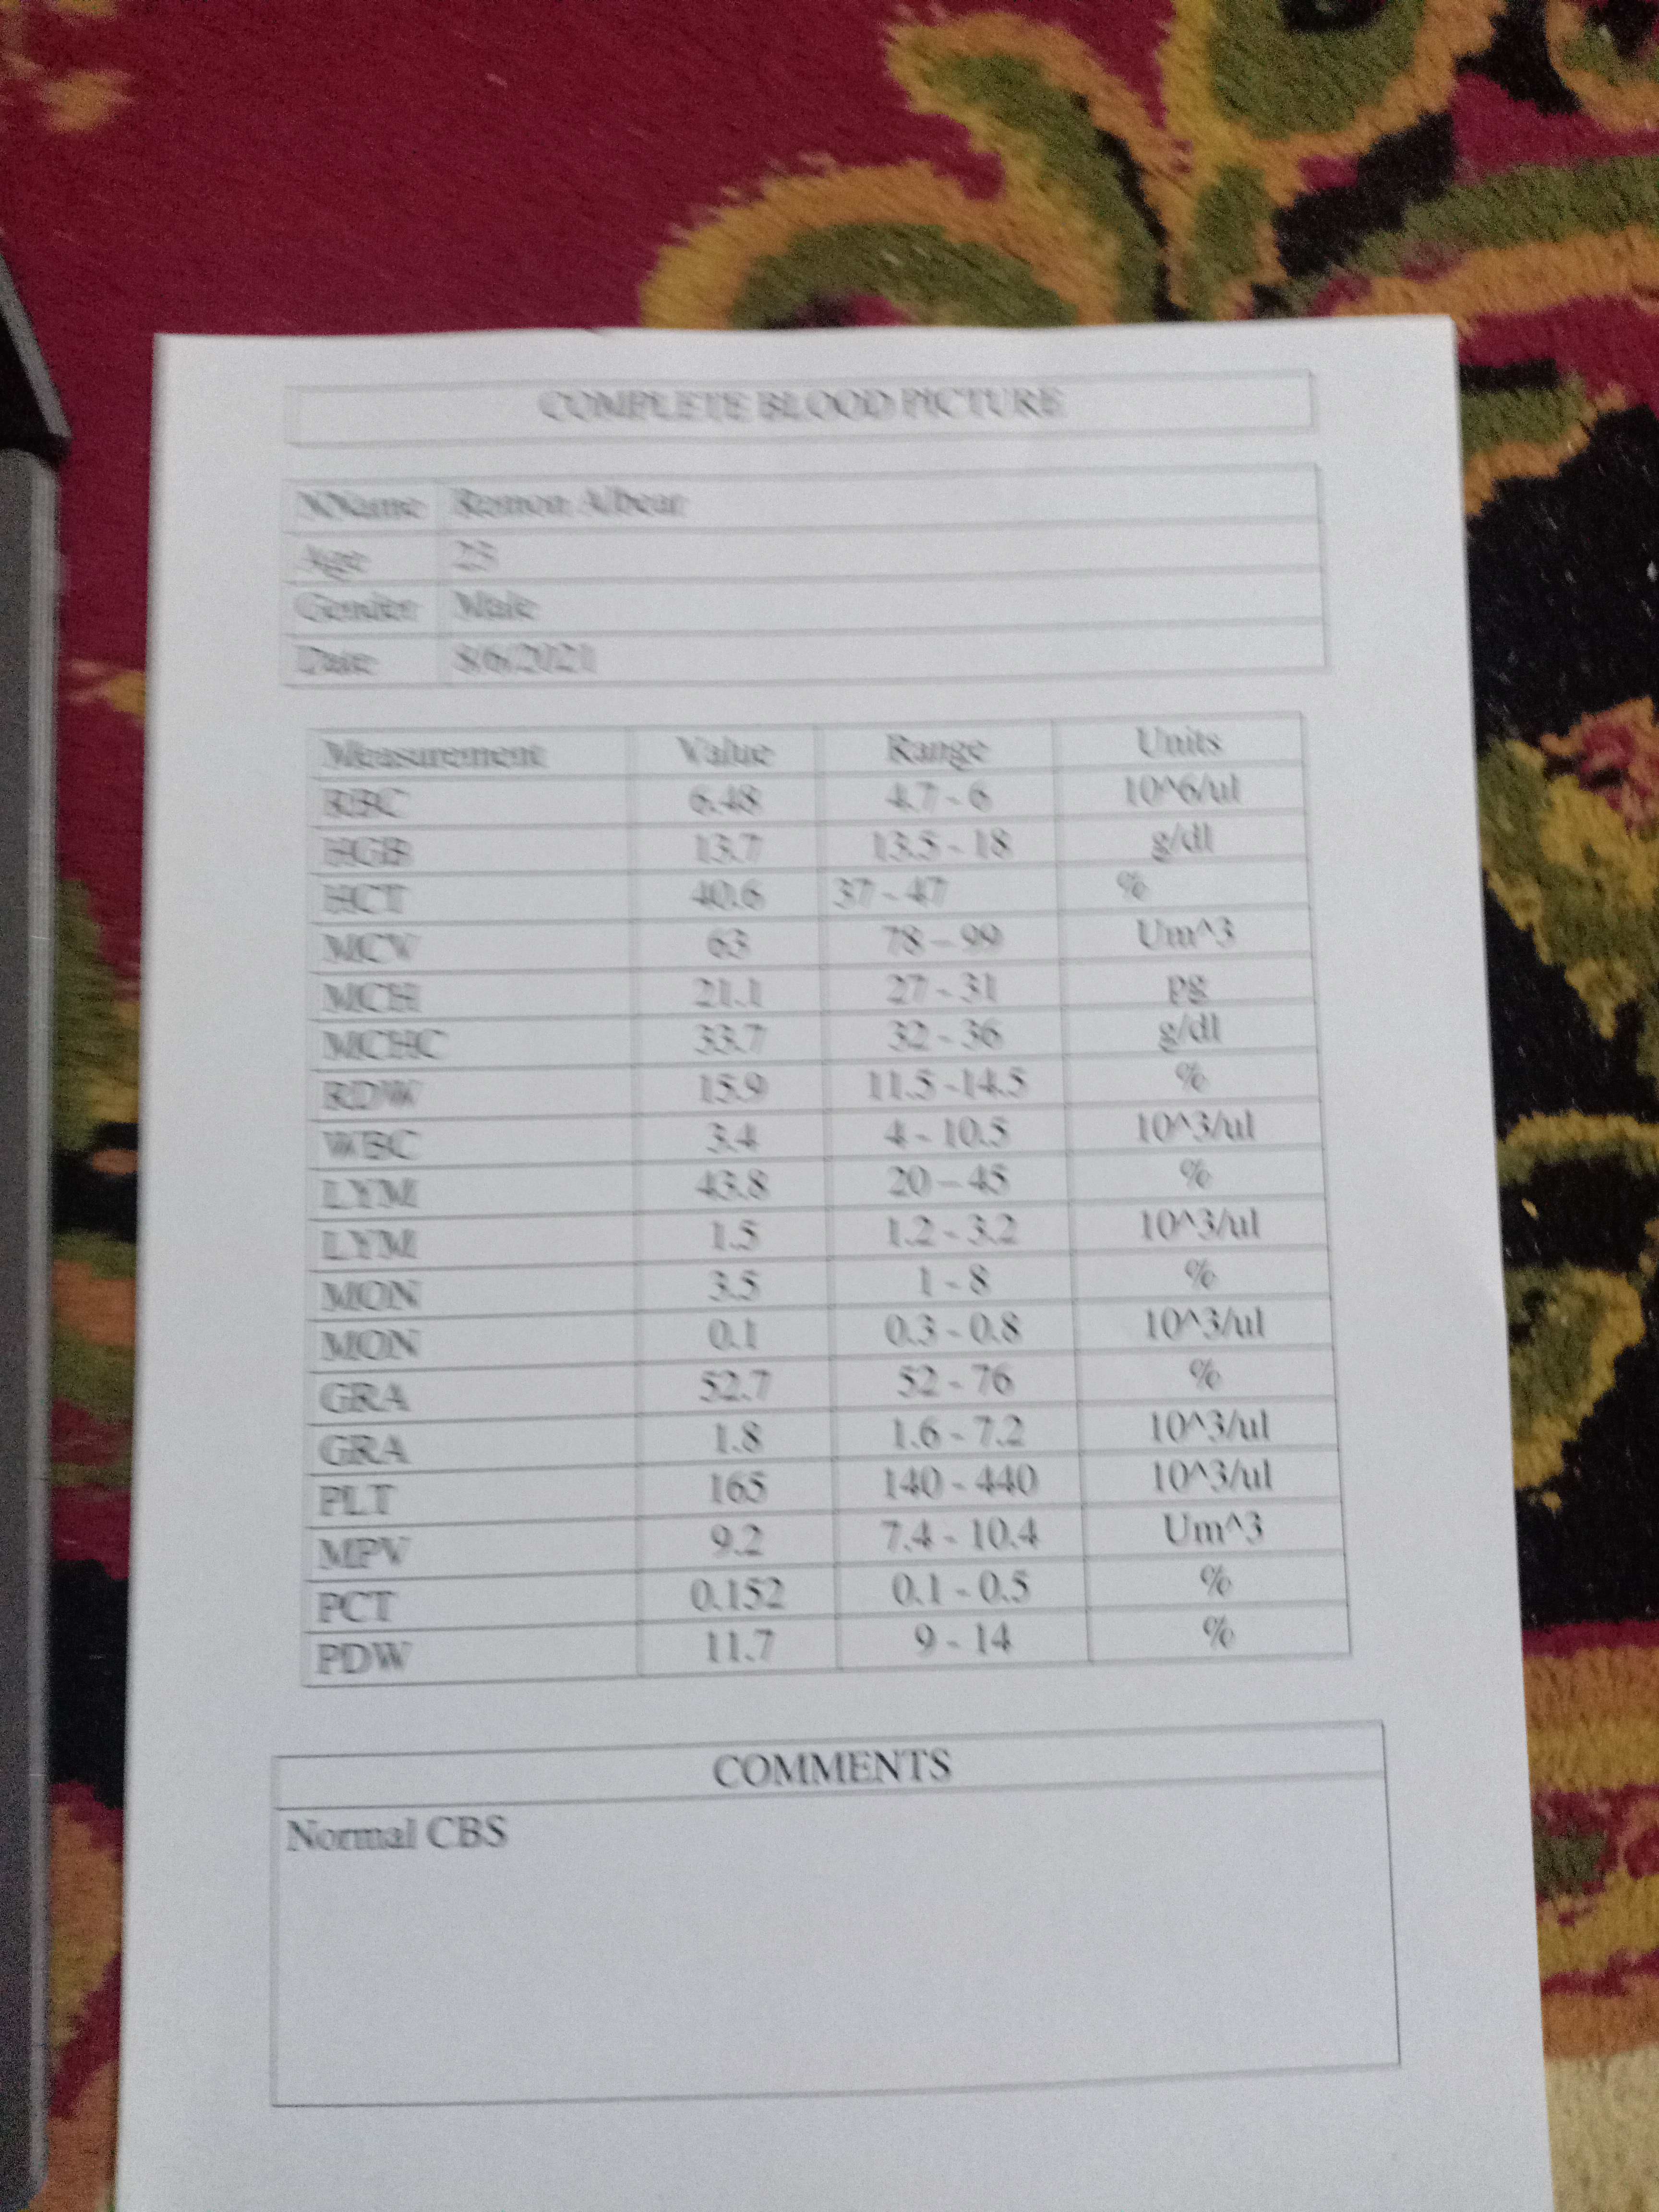 COMPLETE BLOOD PICTURE
NName Remon Albear
Age 23
Gender Male
Date 8/6/2021
Measurement Value Range Units
RBC 6.48 4.7 - 6 10^6/ul
HGB 13.7 13.5 - 18 g/dl
HCT 40.6 37 - 47 %
MCV 63 78 – 99 Um^3
MCH 21.1 27 - 31 pg
MCHC 33.7 32 - 36 g/dl
RDW 15.9 11.5 -14.5 %
WBC 3.4 4 - 10.5 10^3/ul
LYM 43.8 20 – 45 %
LYM 1.5 1.2 - 3.2 10^3/ul
MON 3.5 1 - 8 %
MON 0.1 0.3 - 0.8 10^3/ul
GRA 52.7 52 - 76 %
GRA 1.8 1.6 - 7.2 10^3/ul
PLT 165 140 - 440 10^3/ul
MPV 9.2 7.4 - 10.4 Um^3
PCT 0.152 0.1 - 0.5 %
PDW 11.7 9 - 14 %
COMMENTS
Normal CBS